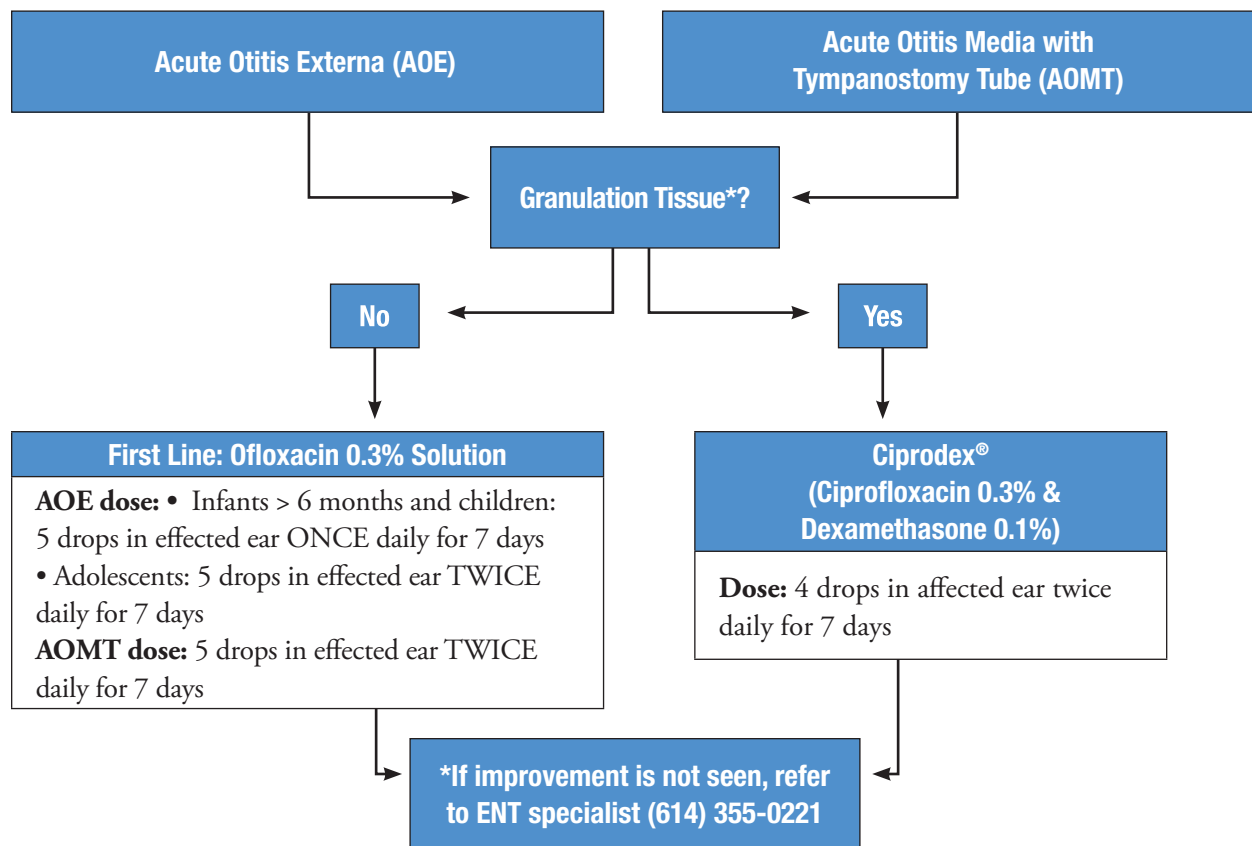 Acute Otitis Externa (AOE)
Acute Otitis Media with
Tympanostomy Tube (AOMT)
Granulation Tissue*?
No
Yes
First Line: Ofloxacin 0.3% Solution
AOE dose: • Infants > 6 months and children:
5 drops in effected ear ONCE daily for 7 days
• Adolescents: 5 drops in effected ear TWICE
daily for 7 days
AOMT dose: 5 drops in effected ear TWICE
daily for 7 days
Ciprodex®
(Ciprofloxacin 0.3% &
Dexamethasone 0.1%)
Dose: 4 drops in affected ear twice
daily for 7 days
*If improvement is not seen, refer
to ENT specialist (614) 355-0221